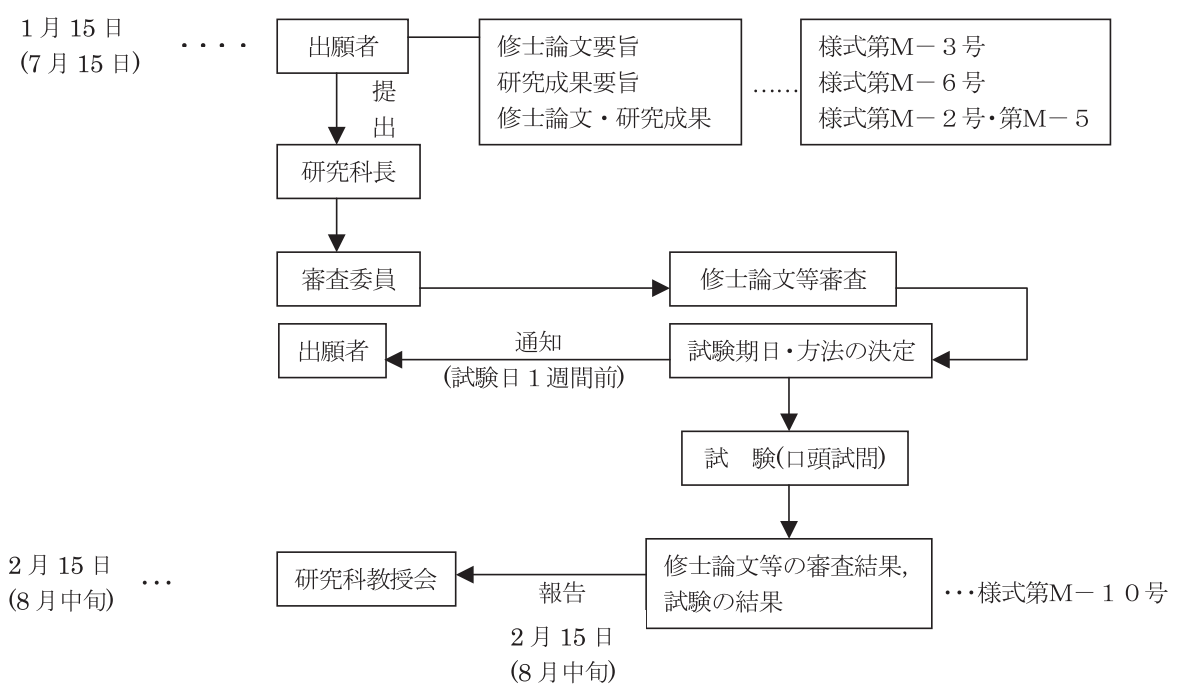 1月15日
(7月15日)
・・・・
出願者
提
出
修士論文要旨
研究成果要旨
修士論文・研究成果
……
様式第M－3号
様式第M－6号
様式第M－2号・第M－5
研究科長
審査委員
修士論文等審査
出願者
通知
(試験日1週間前)
試験期日・方法の決定
試　験(口頭試問)
2月15日
(8月中旬)
…
研究科教授会
報告
2月15日
(8月中旬)
修士論文等の審査結果,
試験の結果
…様式第M－10号